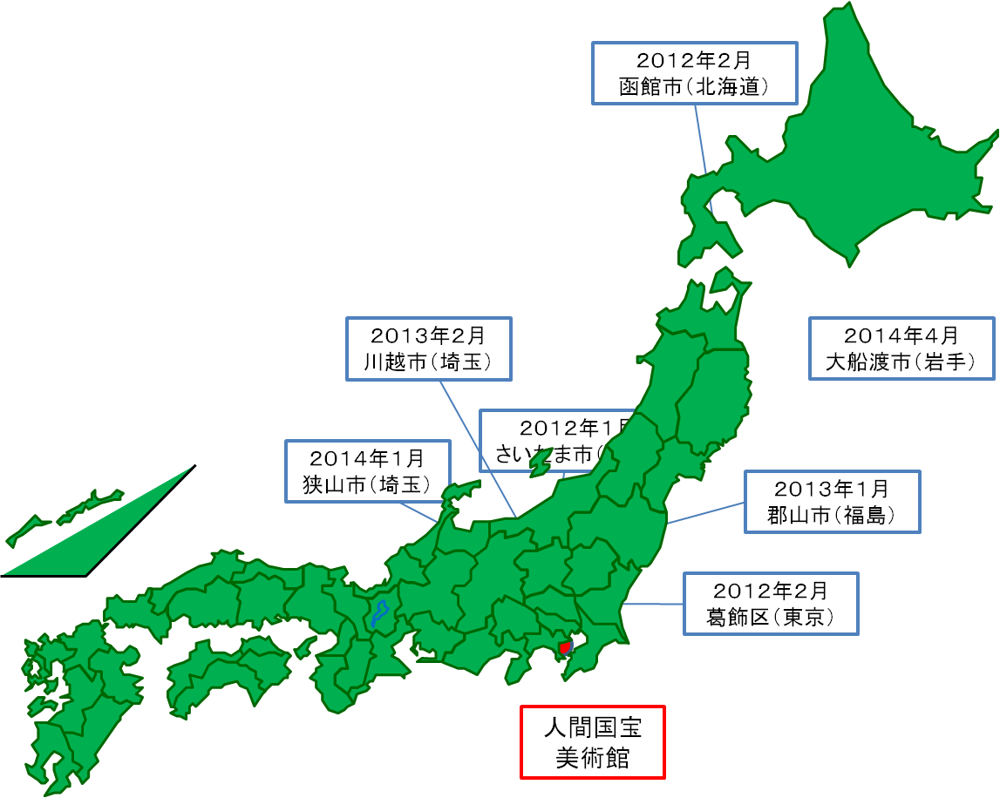 ２０１２年２月
函館市（北海道）
２０１３年２月
川越市（埼玉）
２０１４年４月
大船渡市（岩手）
２０１２年１月
さいたま市（
２０１４年１月
狭山市（埼玉）
２０１３年１月
郡山市（福島）
２０１２年２月
葛飾区（東京）
人間国宝
美術館